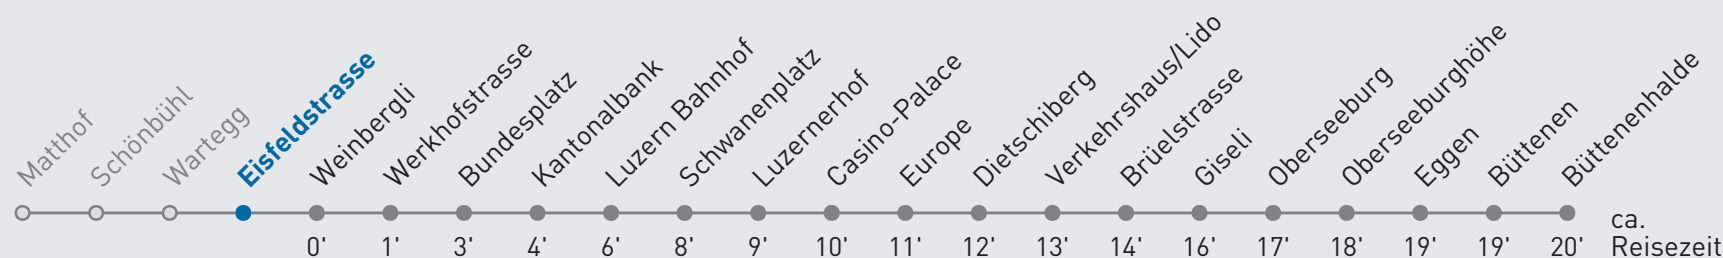 Matthof
Schönbühl
Wartegg
Eisfeldstrasse
Weinbergli
Werkhofstrasse
Bundesplatz
Kantonalbank
Luzern Bahnhof
Schwanenplatz
Luzernerhof
Casino-Palace
Europe
Dietschiberg
Verkehrshaus/Lido
Brüelstrasse
Giseli
Oberseeburg
Oberseeburghöhe
Eggen
Büttenen
Büttenenhalde
0' 1' 3' 4' 6' 8' 9' 10' 11' 12' 13' 14' 16' 17' 18' 19' 19' 20'
ca.
Reisezeit